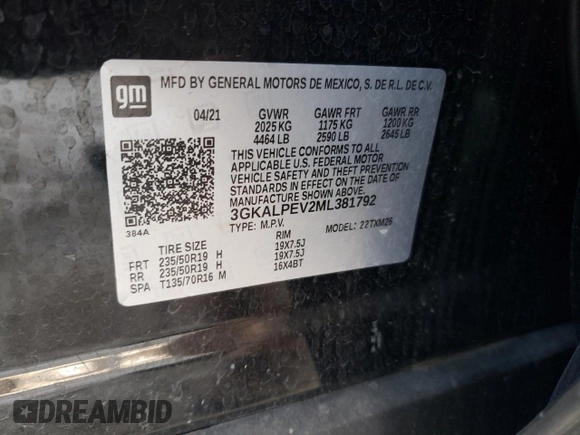 gm
MFD BY GENERAL MOTORS DE MEXICO, S. DE R.L. DE C.V.
04/21 GVWR GAWR FRT GAWR RR
2025 KG 1175 KG 1200 KG
4464 LB 2590 LB 2645 LB
THIS VEHICLE CONFORMS TO ALL
APPLICABLE U.S. FEDERAL MOTOR
VEHICLE SAFETY AND THEFT PREVENTION
STANDARDS IN EFFECT ON THE DATE OF
MANUFACTURE SHOWN ABOVE.
3GKALPEV2ML381792
TYPE: M.P.V. MODEL: 22TXM26
384A
TIRE SIZE RIM
FRT 235/50R19 H 19X7.5J
RR 235/50R19 H 19X7.5J
SPA T135/70R16 M 16X4BT
DREAMBID